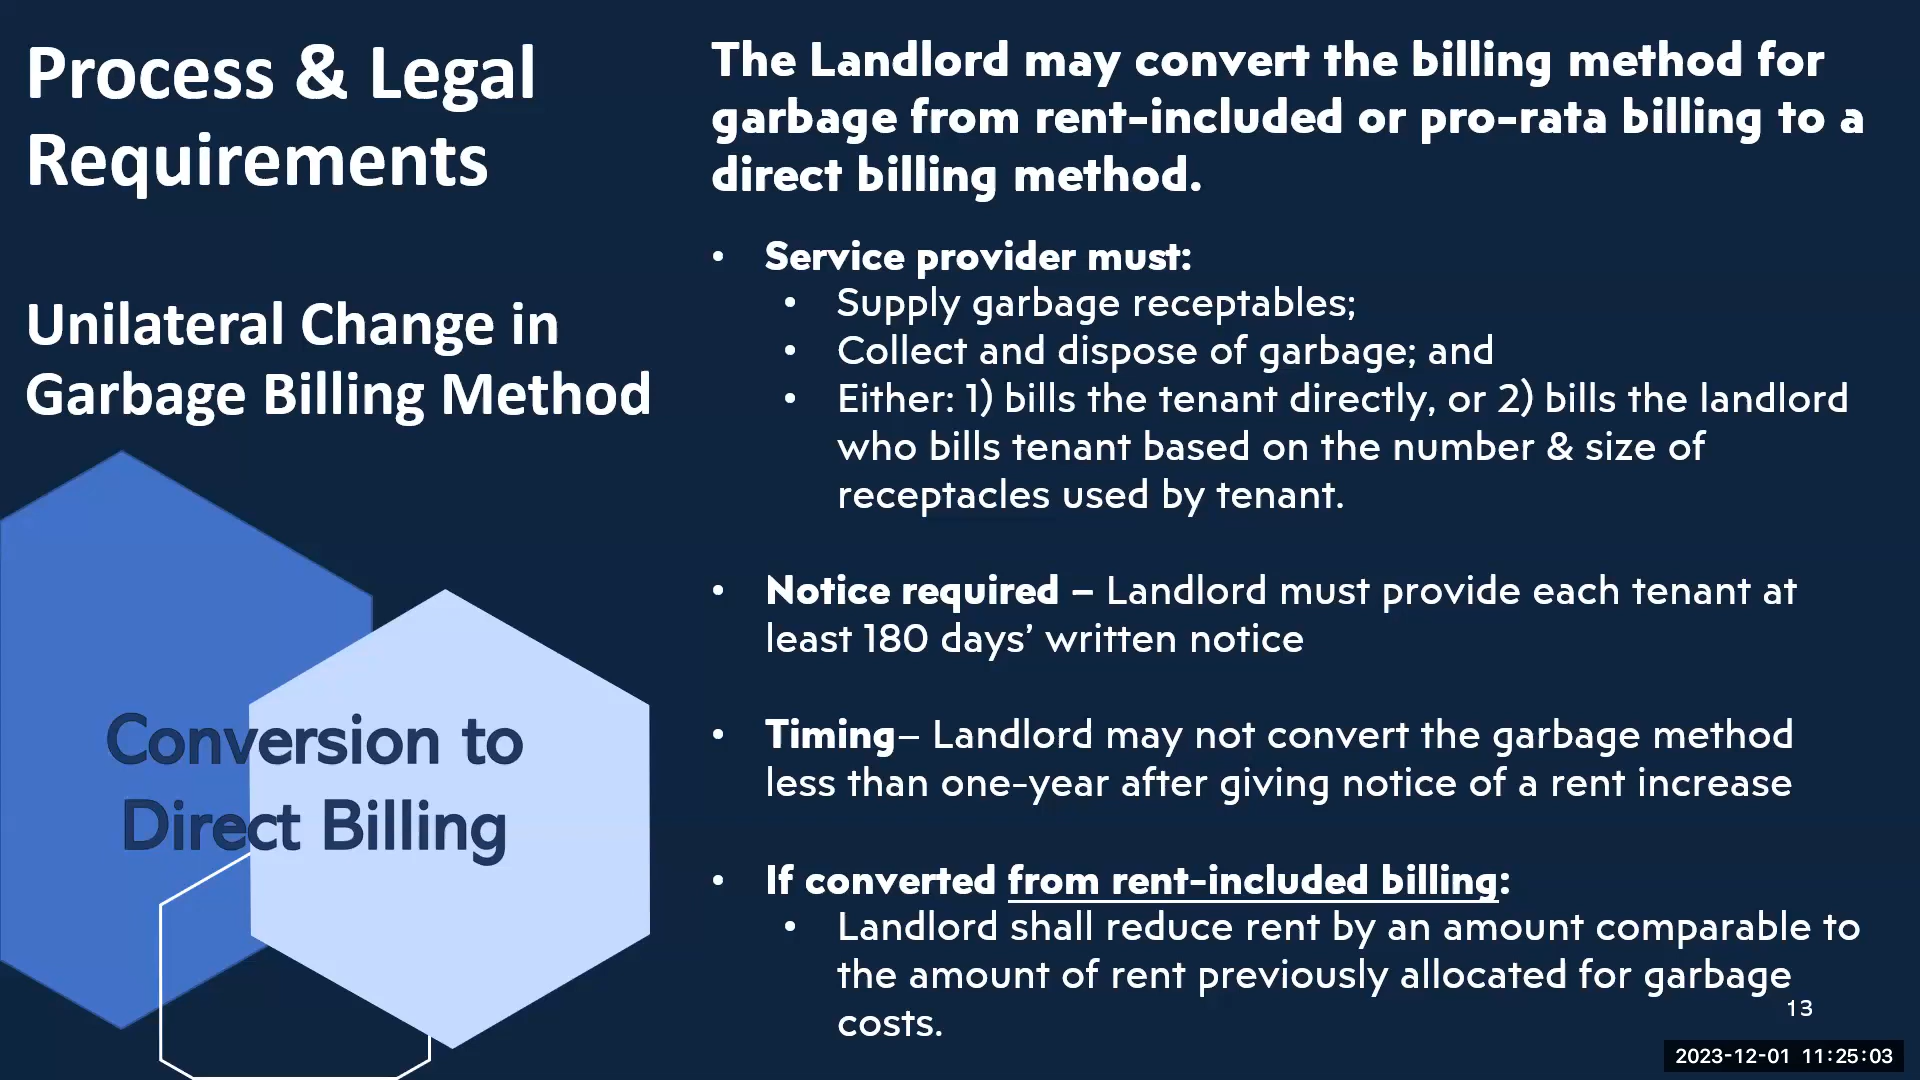 Process & Legal
Requirements
Unilateral Change in
Garbage Billing Method
Conversion to
Direct Billing
The Landlord may convert the billing method for
garbage from rent-included or pro-rata billing to a
direct billing method.
• Service provider must:
• Supply garbage receptables;
• Collect and dispose of garbage; and
• Either: 1) bills the tenant directly, or 2) bills the landlord
who bills tenant based on the number & size of
receptacles used by tenant.
• Notice required – Landlord must provide each tenant at
least 180 days’ written notice
• Timing– Landlord may not convert the garbage method
less than one-year after giving notice of a rent increase
• If converted from rent-included billing:
• Landlord shall reduce rent by an amount comparable to
the amount of rent previously allocated for garbage
costs.
13
2023-12-01 11:25:03